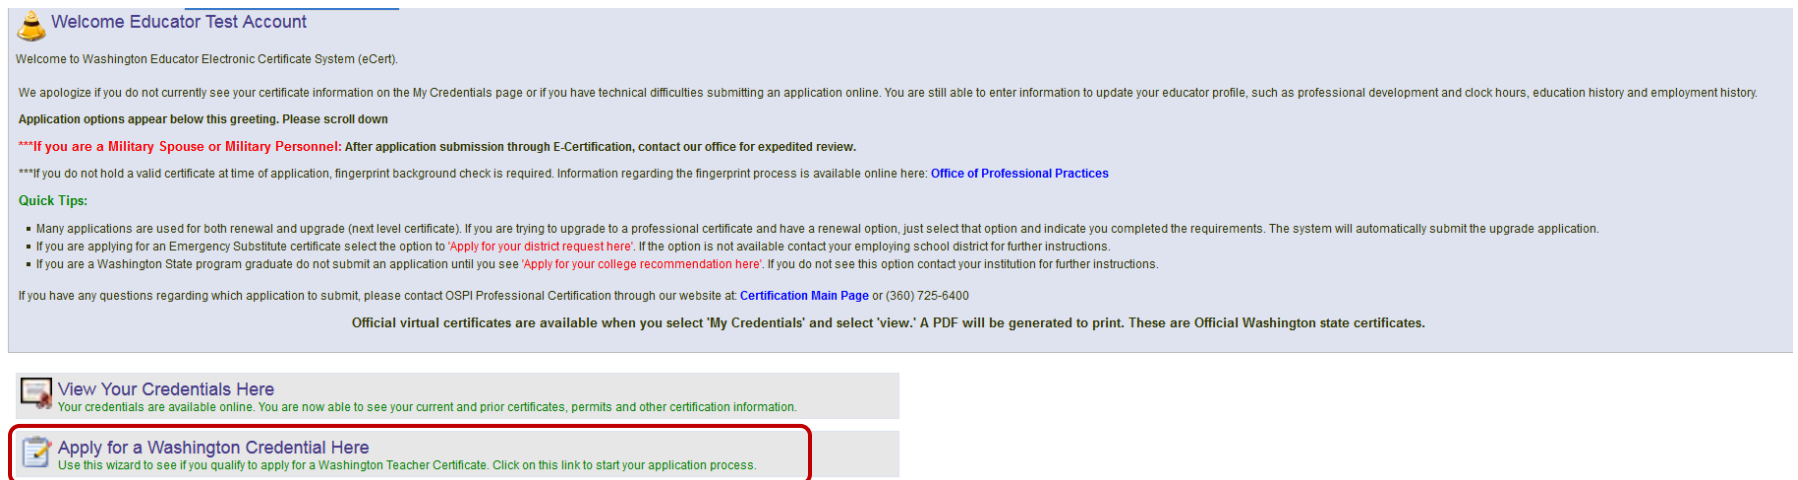 Welcome Educator Test Account
Welcome to Washington Educator Electronic Certificate System (eCert).
We apologize if you do not currently see your certificate information on the My Credentials page or if you have technical difficulties submitting an application online. You are still able to enter information to update your educator profile, such as professional development and clock hours, education history and employment history.
Application options appear below this greeting. Please scroll down
***If you are a Military Spouse or Military Personnel: After application submission through E-Certification, contact our office for expedited review.
***If you do not hold a valid certificate at time of application, fingerprint background check is required. Information regarding the fingerprint process is available online here: Office of Professional Practices
Quick Tips:
▪ Many applications are used for both renewal and upgrade (next level certificate). If you are trying to upgrade to a professional certificate and have a renewal option, just select that option and indicate you completed the requirements. The system will automatically submit the upgrade application.
▪ If you are applying for an Emergency Substitute certificate select the option to 'Apply for your district request here'. If the option is not available contact your employing school district for further instructions.
▪ If you are a Washington State program graduate do not submit an application until you see 'Apply for your college recommendation here'. If you do not see this option contact your institution for further instructions.
If you have any questions regarding which application to submit, please contact OSPI Professional Certification through our website at: Certification Main Page or (360) 725-6400
Official virtual certificates are available when you select 'My Credentials' and select 'view.' A PDF will be generated to print. These are Official Washington state certificates.
View Your Credentials Here
Your credentials are available online. You are now able to see your current and prior certificates, permits and other certification information.
Apply for a Washington Credential Here
Use this wizard to see if you qualify to apply for a Washington Teacher Certificate. Click on this link to start your application process.